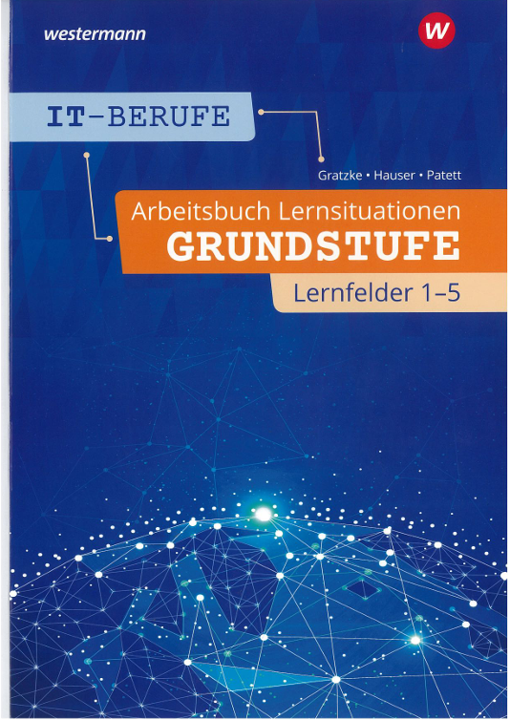 westermann
W
IT-BERUFE
Gratzke • Hauser • Patett
Arbeitsbuch Lernsituationen
GRUNDSTUFE
Lernfelder 1–5